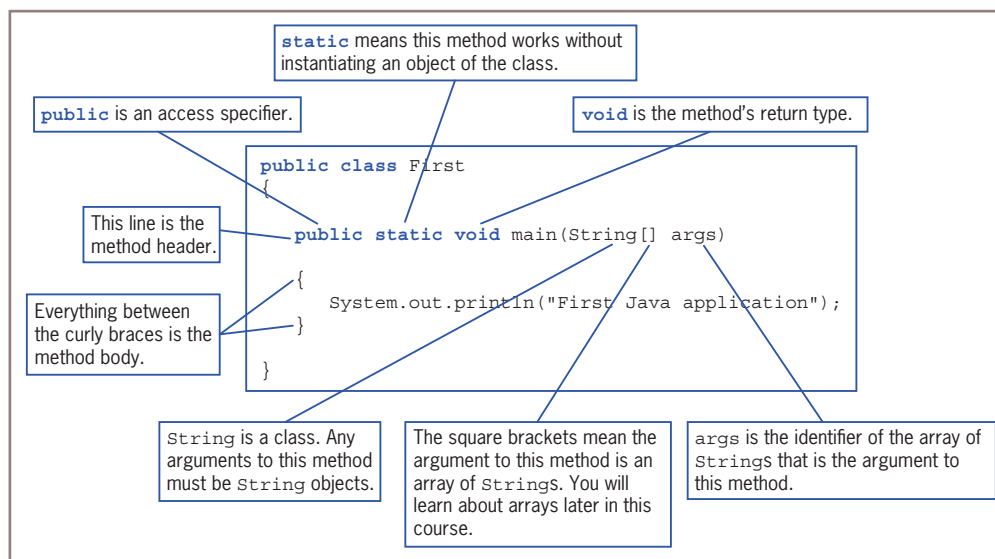 static means this method works without
instantiating an object of the class.
public is an access specifier.
void is the method's return type.
public class First
{
This line is the
method header.
public static void main(String[] args)
{
System.out.println("First Java application");
}
Everything between
the curly braces is the
method body.
}
String is a class. Any
arguments to this method
must be String objects.
The square brackets mean the
argument to this method is an
array of Strings. You will
learn about arrays later in this
course.
args is the identifier of the array of
Strings that is the argument to
this method.